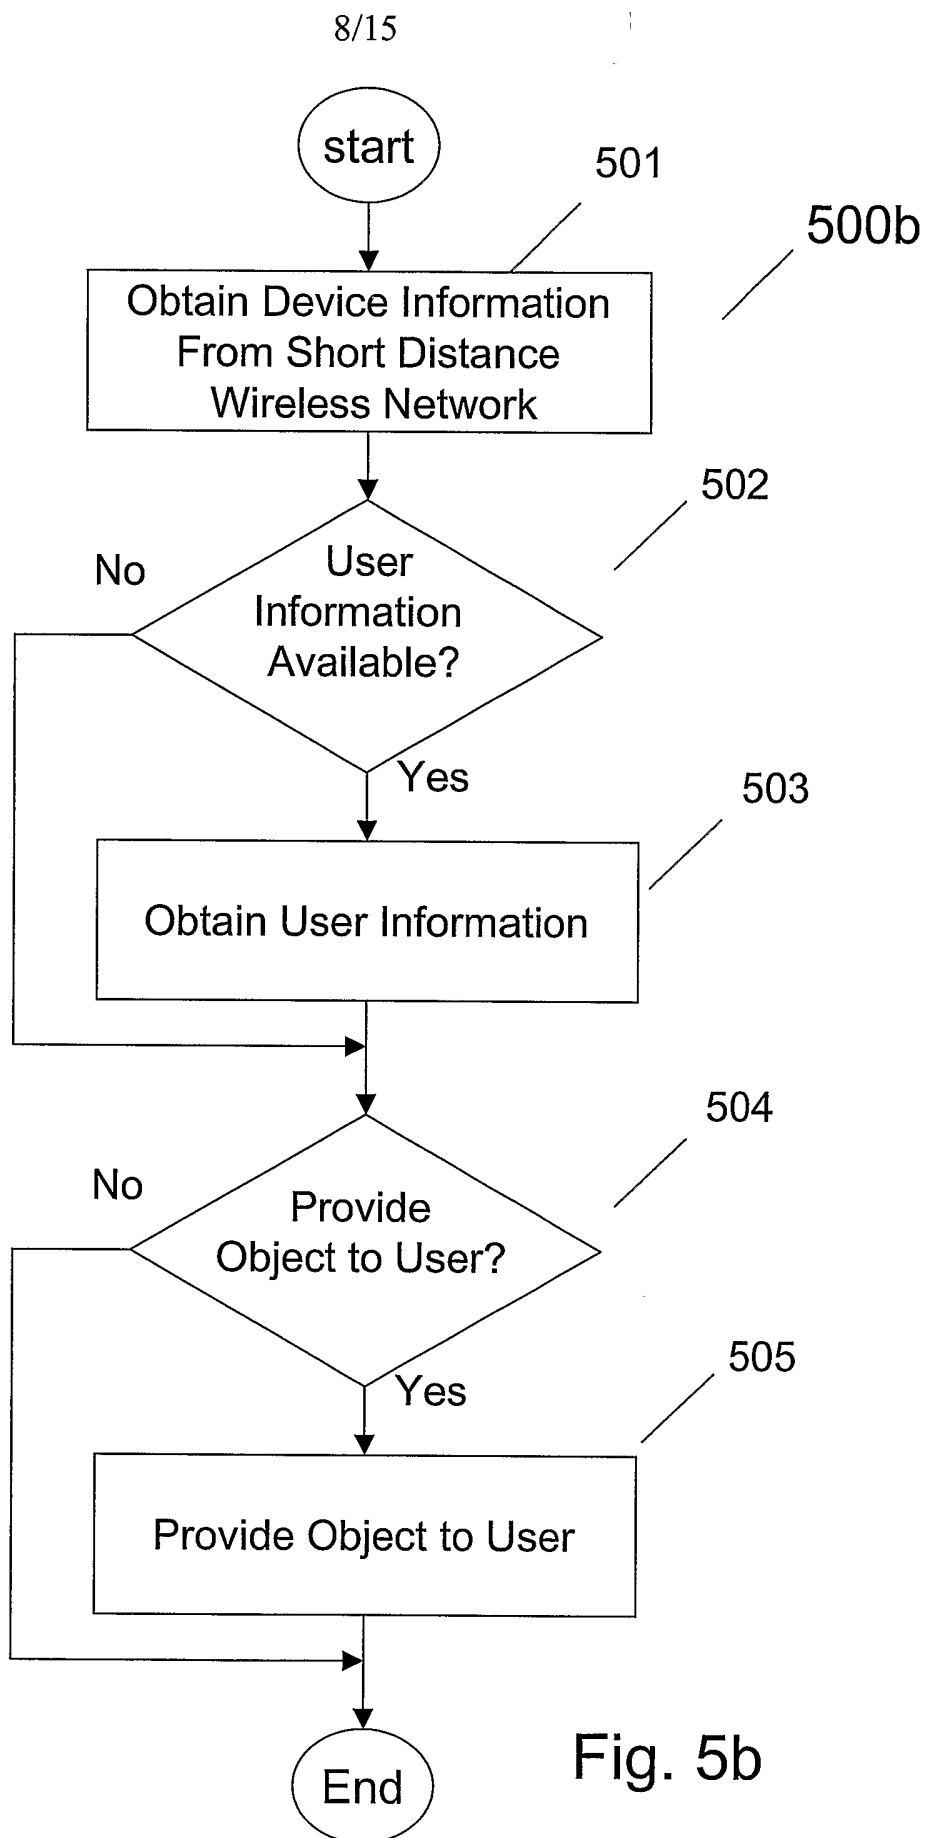 8/15
start
501
500b
Obtain Device Information
From Short Distance
Wireless Network
502
No
User
Information
Available?
Yes
503
Obtain User Information
504
No
Provide
Object to User?
Yes
505
Provide Object to User
End
Fig. 5b